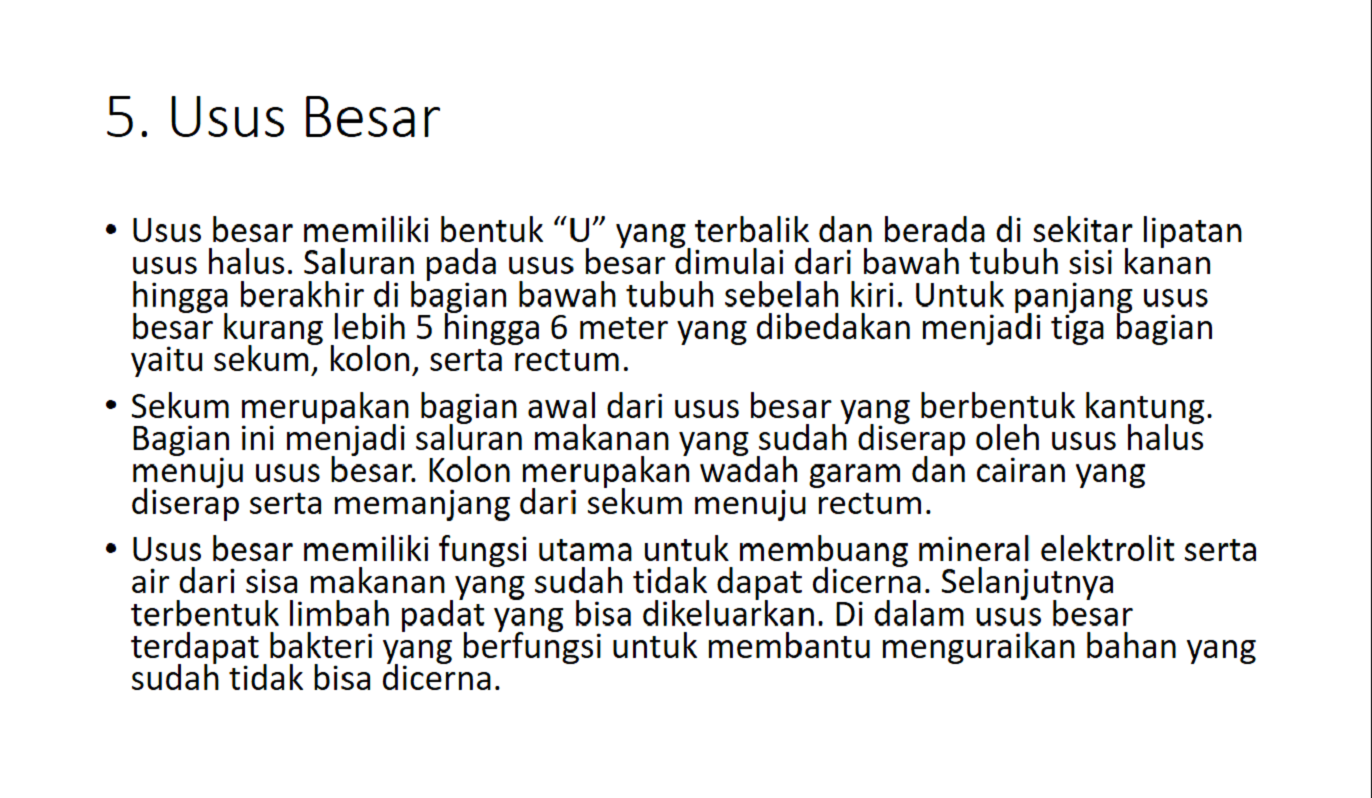 5. Usus Besar
• Usus besar memiliki bentuk “U” yang terbalik dan berada di sekitar lipatan
usus halus. Saluran pada usus besar dimulai dari bawah tubuh sisi kanan
hingga berakhir di bagian bawah tubuh sebelah kiri. Untuk panjang usus
besar kurang lebih 5 hingga 6 meter yang dibedakan menjadi tiga bagian
yaitu sekum, kolon, serta rectum.
• Sekum merupakan bagian awal dari usus besar yang berbentuk kantung.
Bagian ini menjadi saluran makanan yang sudah diserap oleh usus halus
menuju usus besar. Kolon merupakan wadah garam dan cairan yang
diserap serta memanjang dari sekum menuju rectum.
• Usus besar memiliki fungsi utama untuk membuang mineral elektrolit serta
air dari sisa makanan yang sudah tidak dapat dicerna. Selanjutnya
terbentuk limbah padat yang bisa dikeluarkan. Di dalam usus besar
terdapat bakteri yang berfungsi untuk membantu menguraikan bahan yang
sudah tidak bisa dicerna.